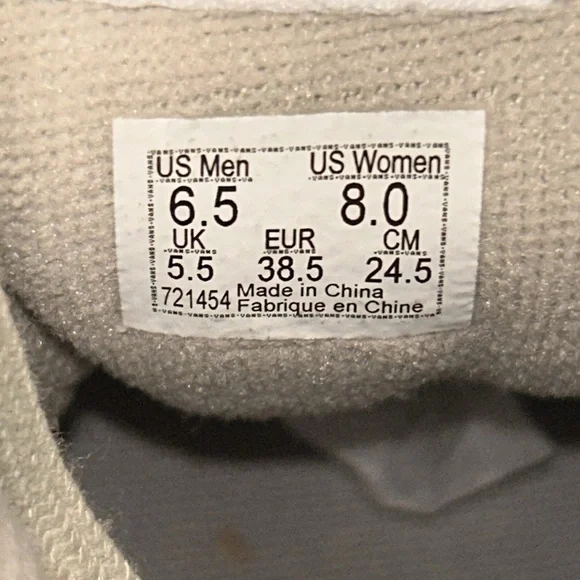 US Men US Women
6.5 8.0
UK EUR CM
5.5 38.5 24.5
721454 Made in China
Fabrique en Chine